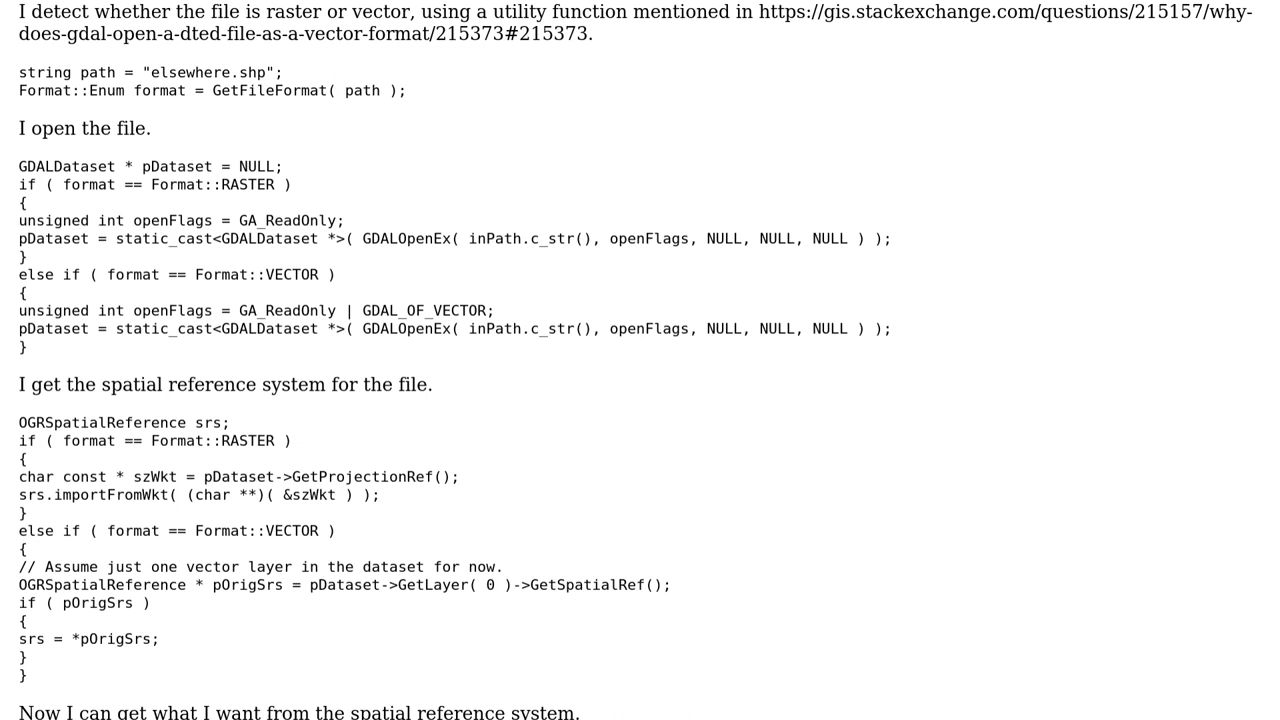 I detect whether the file is raster or vector, using a utility function mentioned in https://gis.stackexchange.com/questions/215157/why-
does-gdal-open-a-dted-file-as-a-vector-format/215373#215373.
string path = "elsewhere.shp";
Format::Enum format = GetFileFormat( path );
I open the file.
GDALDataset * pDataset = NULL;
if ( format == Format::RASTER )
{
unsigned int openFlags = GA_ReadOnly;
pDataset = static_cast<GDALDataset *>( GDALOpenEx( inPath.c_str(), openFlags, NULL, NULL, NULL ) );
}
else if ( format == Format::VECTOR )
{
unsigned int openFlags = GA_ReadOnly | GDAL_OF_VECTOR;
pDataset = static_cast<GDALDataset *>( GDALOpenEx( inPath.c_str(), openFlags, NULL, NULL, NULL ) );
}
I get the spatial reference system for the file.
OGRSpatialReference srs;
if ( format == Format::RASTER )
{
char const * szWkt = pDataset->GetProjectionRef();
srs.importFromWkt( (char **)( &szWkt ) );
}
else if ( format == Format::VECTOR )
{
// Assume just one vector layer in the dataset for now.
OGRSpatialReference * pOrigSrs = pDataset->GetLayer( 0 )->GetSpatialRef();
if ( pOrigSrs )
{
srs = *pOrigSrs;
}
}
Now I can get what I want from the spatial reference system.